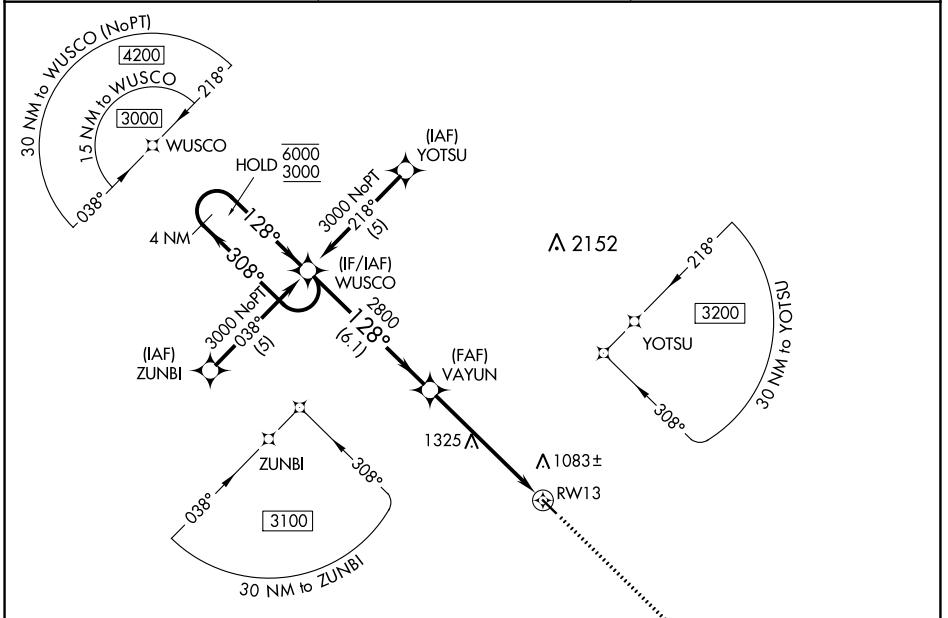 30 NM to WUSCO (NoPT)
4200
15 NM to WUSCO
3000
218°
WUSCO
038°
HOLD
6000
3000
(IAF)
YOTSU
3000 NoPT
218°
(5)
128°
4 NM
308°
(IF/IAF)
WUSCO
2152
3000 NoPT
038°
(5)
(IAF)
ZUNBI
2800
128°
(6.1)
(FAF)
VAYUN
218°
3200
YOTSU
308°
30 NM to YOTSU
1325
1083±
RW13
ZUNBI
038°
308°
3100
30 NM to ZUNBI